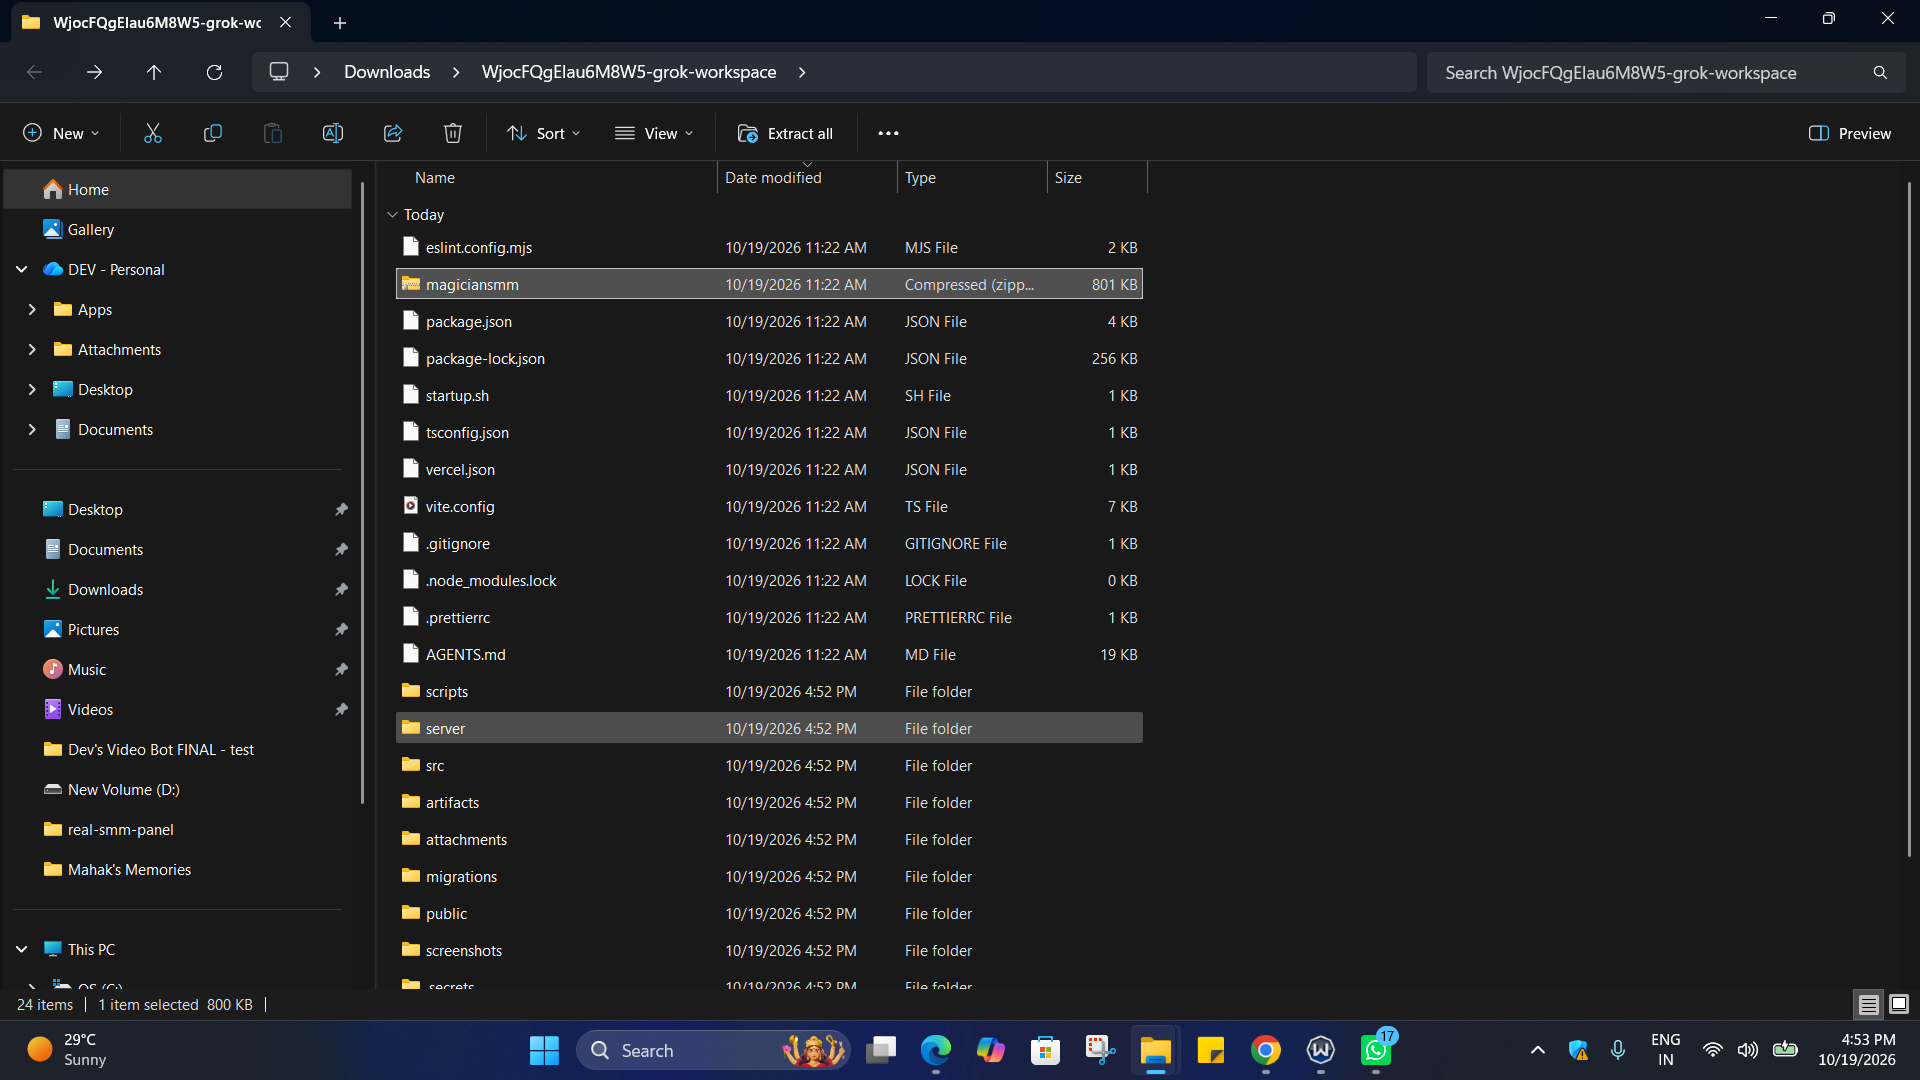 WjocFQgElau6M8W5-grok-wc
Downloads
WjocFQgElau6M8W5-grok-workspace
Search WjocFQgElau6M8W5-grok-workspace
New
Sort
View
Extract all
Preview
Home
Gallery
DEV - Personal
Apps
Attachments
Desktop
Documents
Desktop
Documents
Downloads
Pictures
Music
Videos
Dev's Video Bot FINAL - test
New Volume (D:)
real-smm-panel
Mahak's Memories
This PC
OS (C:)
Name Date modified Type Size
Today
eslint.config.mjs 10/19/2026 11:22 AM MJS File 2 KB
magiciansmm 10/19/2026 11:22 AM Compressed (zipp... 801 KB
package.json 10/19/2026 11:22 AM JSON File 4 KB
package-lock.json 10/19/2026 11:22 AM JSON File 256 KB
startup.sh 10/19/2026 11:22 AM SH File 1 KB
tsconfig.json 10/19/2026 11:22 AM JSON File 1 KB
vercel.json 10/19/2026 11:22 AM JSON File 1 KB
vite.config 10/19/2026 11:22 AM TS File 7 KB
.gitignore 10/19/2026 11:22 AM GITIGNORE File 1 KB
.node_modules.lock 10/19/2026 11:22 AM LOCK File 0 KB
.prettierrc 10/19/2026 11:22 AM PRETTIERRC File 1 KB
AGENTS.md 10/19/2026 11:22 AM MD File 19 KB
scripts 10/19/2026 4:52 PM File folder
server 10/19/2026 4:52 PM File folder
src 10/19/2026 4:52 PM File folder
artifacts 10/19/2026 4:52 PM File folder
attachments 10/19/2026 4:52 PM File folder
migrations 10/19/2026 4:52 PM File folder
public 10/19/2026 4:52 PM File folder
screenshots 10/19/2026 4:52 PM File folder
secrets 10/19/2026 4:52 PM File folder
24 items 1 item selected 800 KB
29°C
Sunny
Search
17
ENG
IN
4:53 PM
10/19/2026